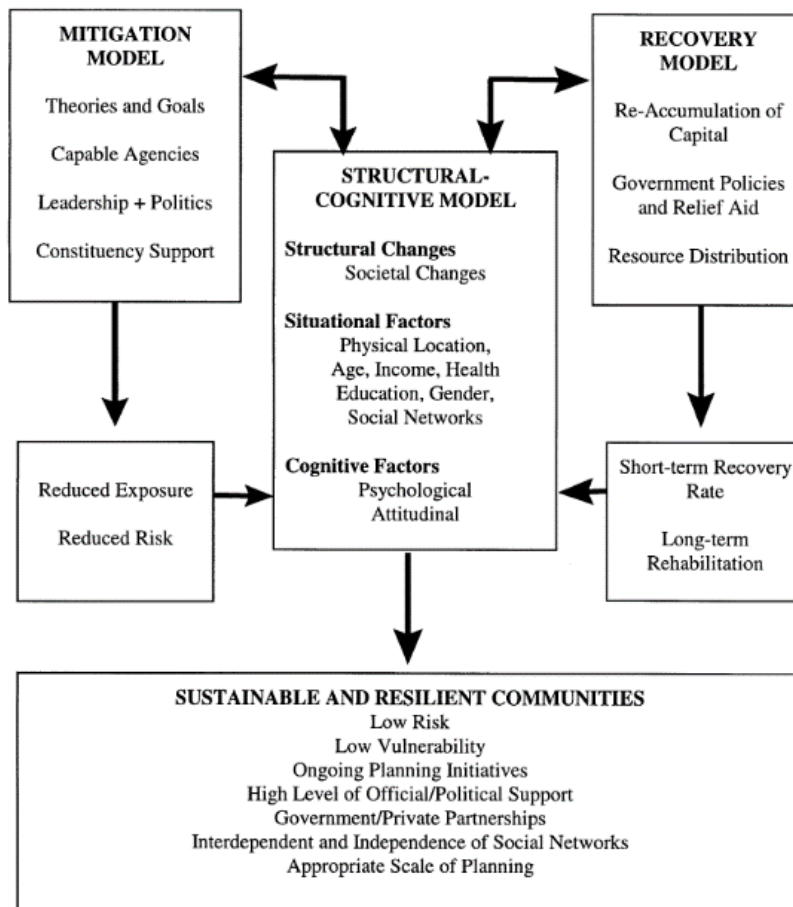 MITIGATION
MODEL
Theories and Goals
Capable Agencies
Leadership + Politics
Constituency Support
RECOVERY
MODEL
Re-Accumulation of
Capital
Government Policies
and Relief Aid
Resource Distribution
STRUCTURAL-
COGNITIVE MODEL
Structural Changes
Societal Changes
Situational Factors
Physical Location,
Age, Income, Health
Education, Gender,
Social Networks
Cognitive Factors
Psychological
Attitudinal
Reduced Exposure
Reduced Risk
Short-term Recovery
Rate
Long-term
Rehabilitation
SUSTAINABLE AND RESILIENT COMMUNITIES
Low Risk
Low Vulnerability
Ongoing Planning Initiatives
High Level of Official/Political Support
Government/Private Partnerships
Interdependent and Independence of Social Networks
Appropriate Scale of Planning